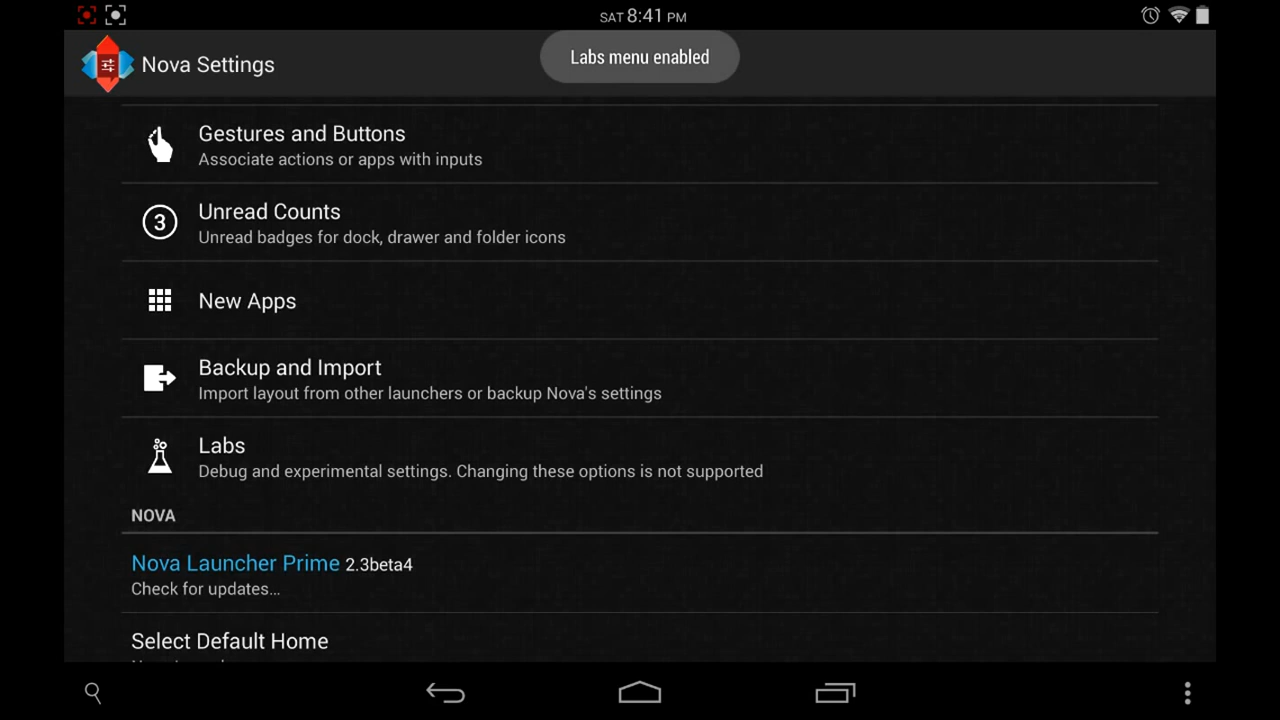 SAT 8:41 PM
Nova Settings
Labs menu enabled
Gestures and Buttons
Associate actions or apps with inputs
3
Unread Counts
Unread badges for dock, drawer and folder icons
New Apps
Backup and Import
Import layout from other launchers or backup Nova's settings
Labs
Debug and experimental settings. Changing these options is not supported
NOVA
Nova Launcher Prime 2.3beta4
Check for updates...
Select Default Home